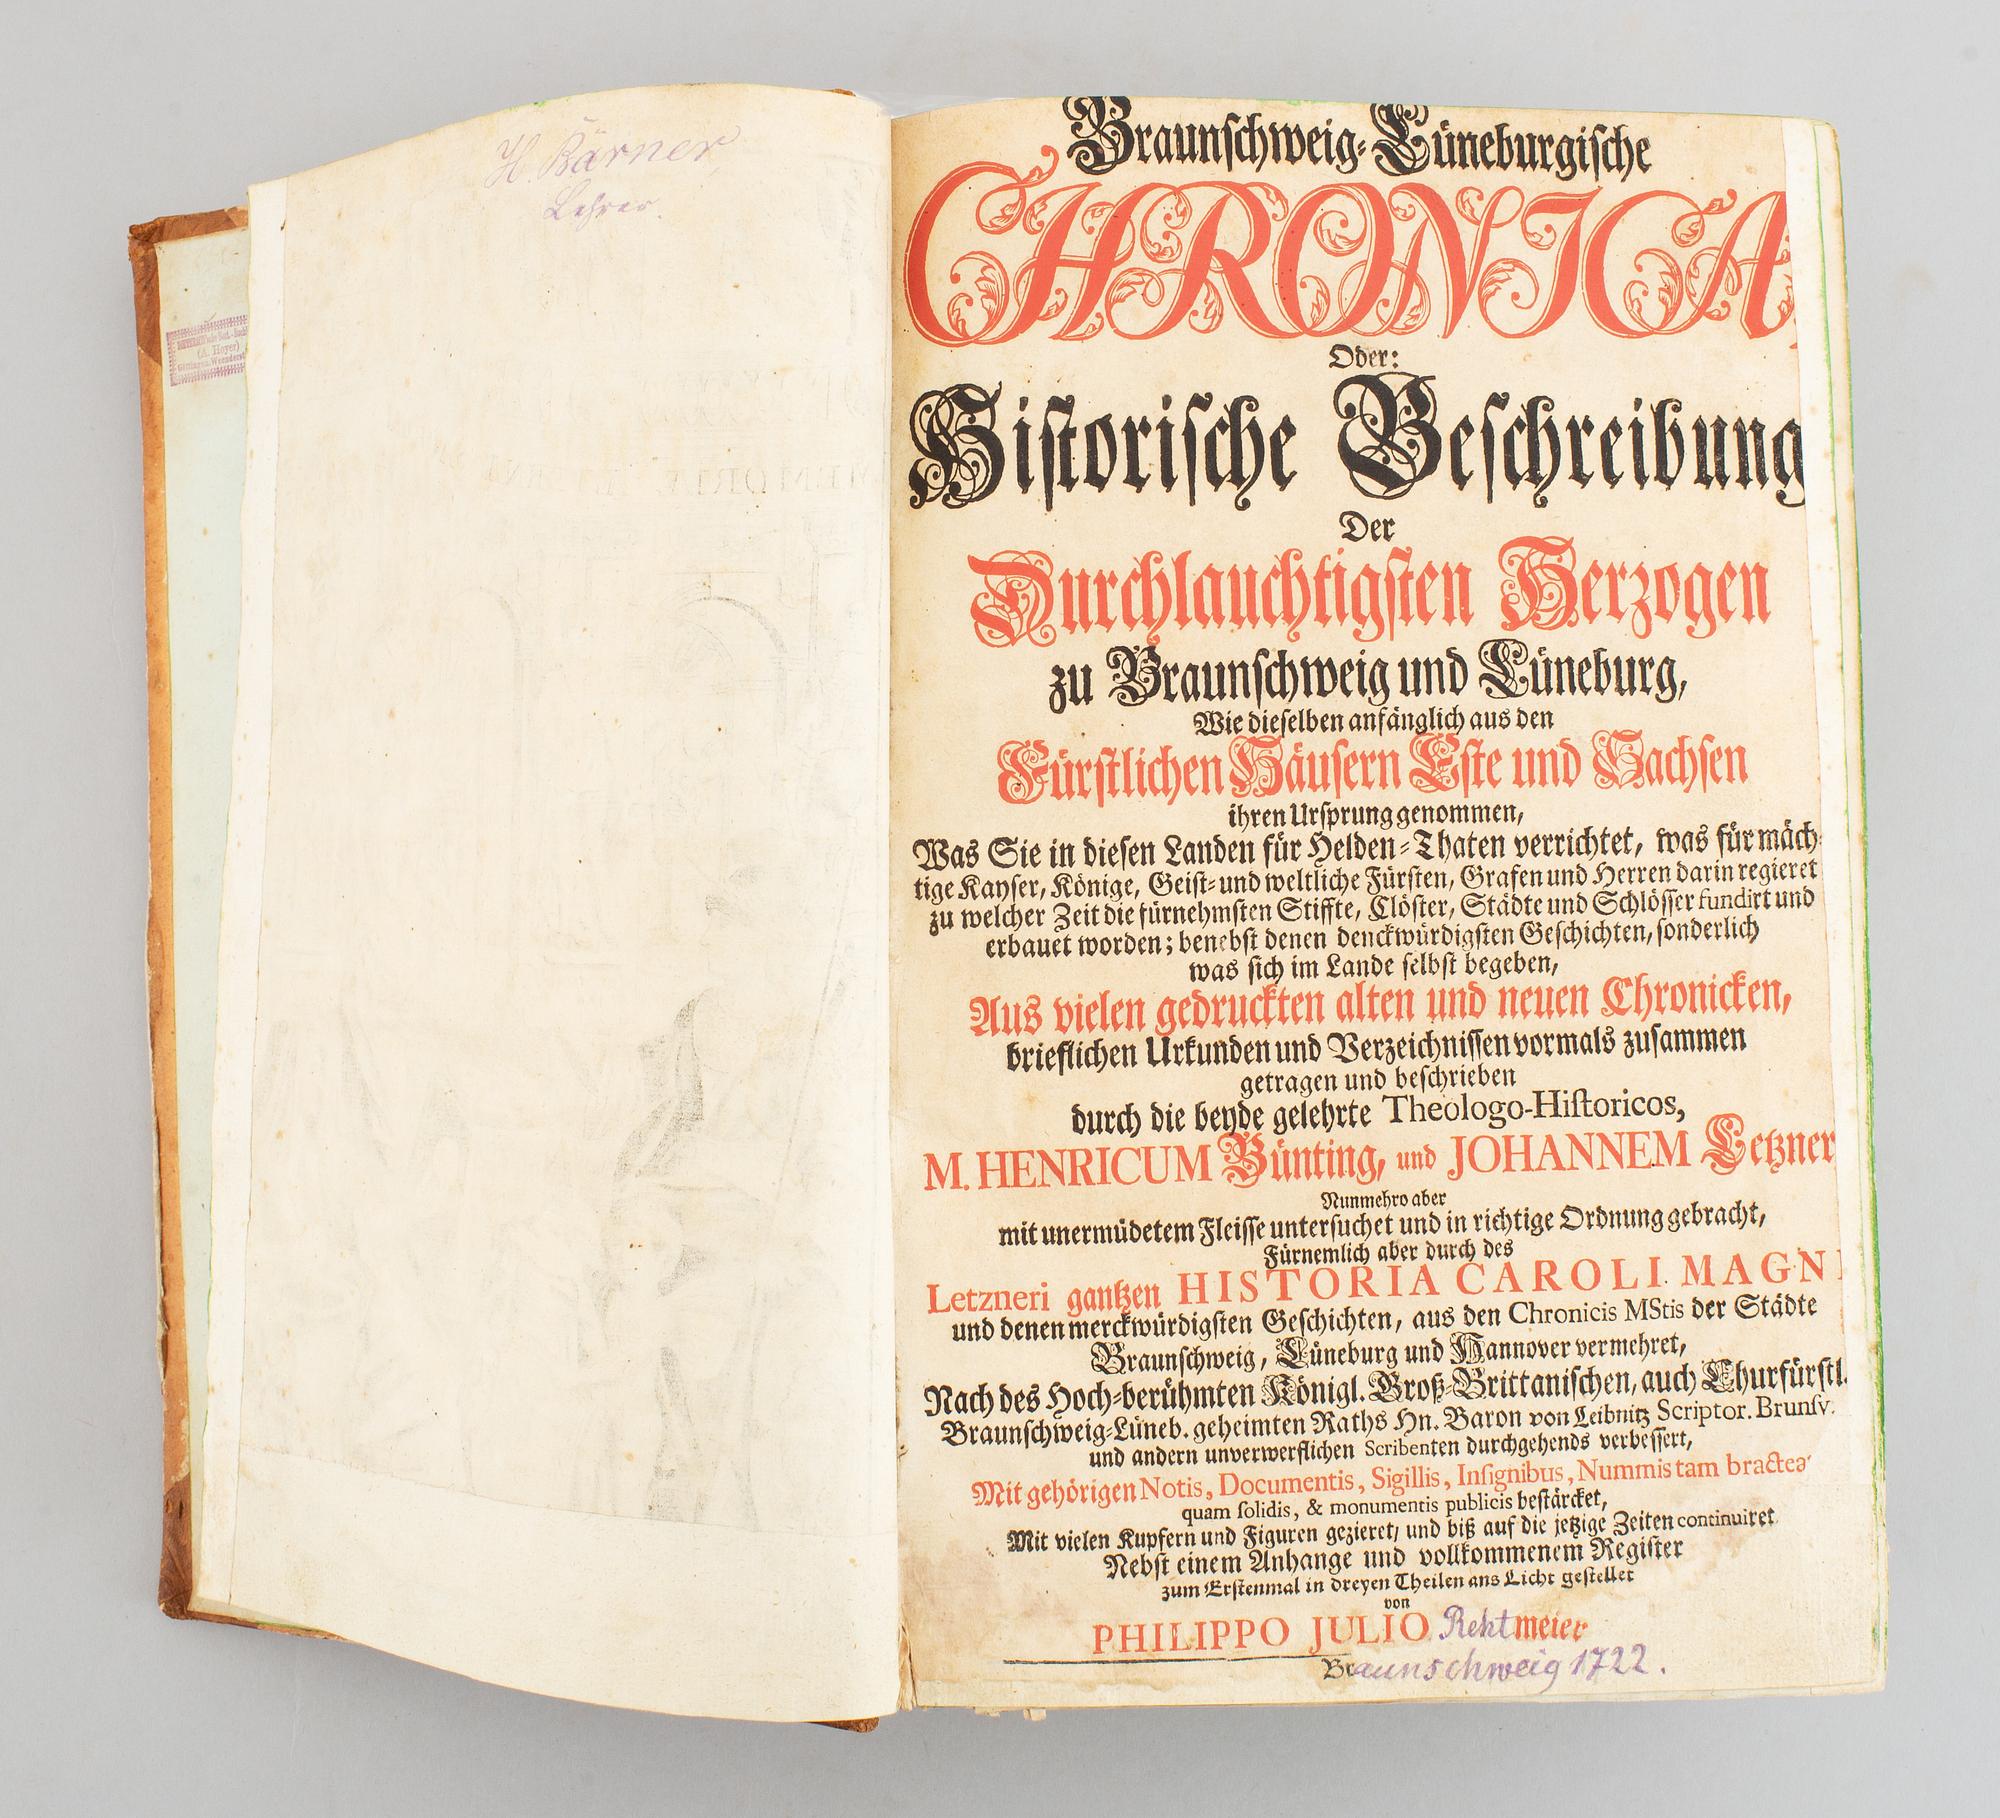 H. Bärner,
Lehrer.
(A. Hoyer)
Braunschweig-Lüneburgische
CHRONICA,
Oder:
Historische Beschreibung
Der
Durchlauchtigsten Herzogen
zu Braunschweig und Lüneburg,
Wie dieselben anfänglich aus den
Fürstlichen Häusern Este und Sachsen
ihren Ursprung genommen,
Was Sie in diesen Landen für Helden-Thaten verrichtet, was für mäch-
tige Kayser, Könige, Geist- und weltliche Fürsten, Grafen und Herren darin regieret
zu welcher Zeit die fürnehmsten Stiffte, Clöster, Städte und Schlösser fundirt und
erbauet worden; benebst denen denckwürdigsten Geschichten, sonderlich
was sich im Lande selbst begeben,
Aus vielen gedruckten alten und neuen Chronicken,
brieflichen Urkunden und Verzeichnissen vormals zusammen
getragen und beschrieben
durch die beyde gelehrte Theologo-Historicos,
M. HENRICUM Bünting, und JOHANNEM Letzner
Nunmehro aber
mit unermüdetem Fleisse untersuchet und in richtige Ordnung gebracht,
Fürnemlich aber durch des
Letzneri gantzen HISTORIA CAROLI MAGNI
und denen merckwürdigsten Geschichten, aus den Chronicis MStis der Städte
Braunschweig, Lüneburg und Hannover vermehret,
Nach des Hoch-berühmten Königl. Groß-Brittanischen, auch Churfürstl.
Braunschweig-Lüneb. geheimten Raths Hn. Baron von Leibnitz Scriptor. Brunsv.
und andern unverwerflichen Scribenten durchgehends verbessert,
Mit gehörigen Notis, Documentis, Sigillis, Insignibus, Nummis tam bractea
quam solidis, & monumentis publicis bestärcket,
Mit vielen Kupfern und Figuren gezieret, und biß auf die jetzige Zeiten continuiret
Nebst einem Anhange und vollkommenem Register
zum Erstenmal in dreyen Theilen ans Licht gestellet
von
PHILIPPO JULIO Rehtmeier
Braunschweig 1722.